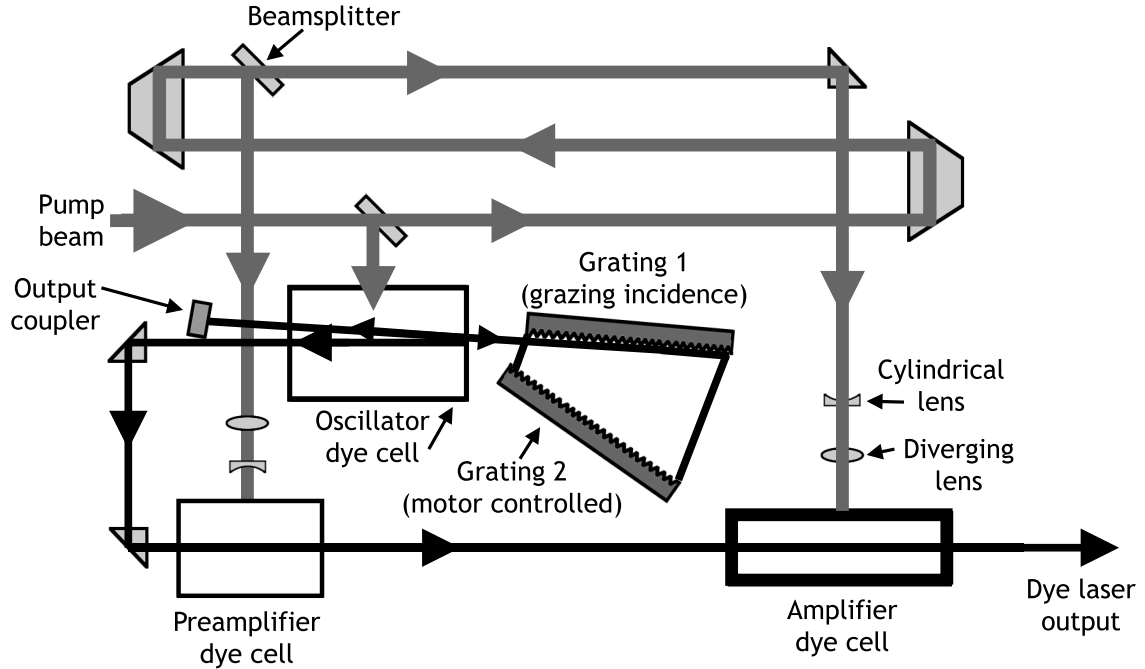 Beamsplitter
Pump
beam
Output
coupler
Grating 1
(grazing incidence)
Oscillator
dye cell
Grating 2
(motor controlled)
Cylindrical
lens
Diverging
lens
Preamplifier
dye cell
Amplifier
dye cell
Dye laser
output